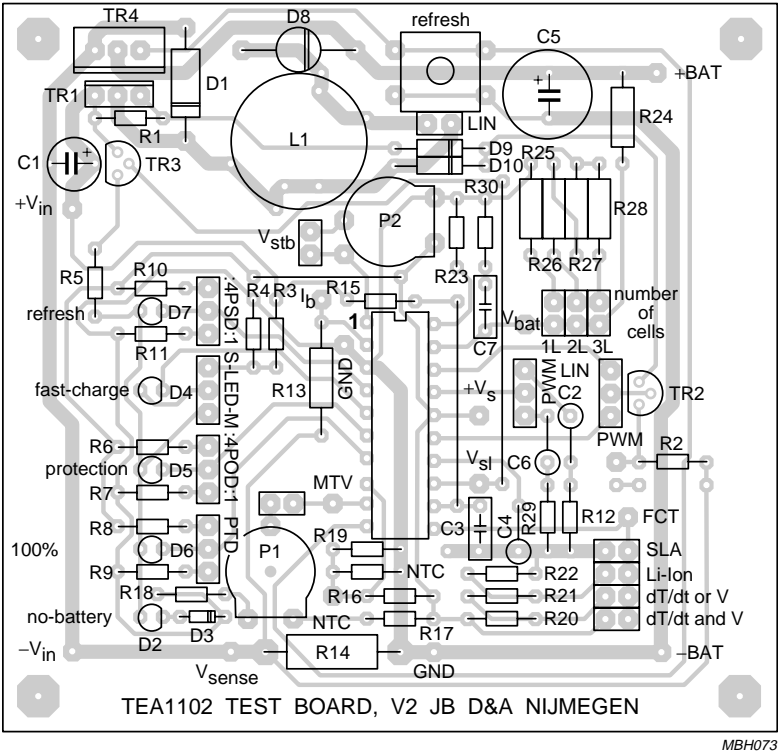 TR4
D8
refresh
C5
D1
+BAT
TR1
R24
R1
L1
LIN
C1
+
TR3
D9
D10
R25
+Vin
P2
R30
R28
Vstb
R5
R10
R4
R3
Ib
R15
R23
R26
R27
refresh
D7
:4PSD:1
1
Vbat
number
of
cells
R11
C7
1L
2L
3L
S-LED-M
GND
PWM
LIN
fast-charge
D4
R13
+Vs
C2
TR2
R6
:4POD:1
PWM
protection
D5
Vsl
C6
R2
R7
MTV
R8
PTD
R19
C3
C4
R29
R12
FCT
100%
D6
P1
SLA
R9
NTC
R22
Li-Ion
R18
R16
R21
dT/dt or V
no-battery
D2
D3
NTC
R17
R20
dT/dt and V
−Vin
R14
−BAT
Vsense
GND
TEA1102 TEST BOARD, V2 JB D&A NIJMEGEN
MBH073